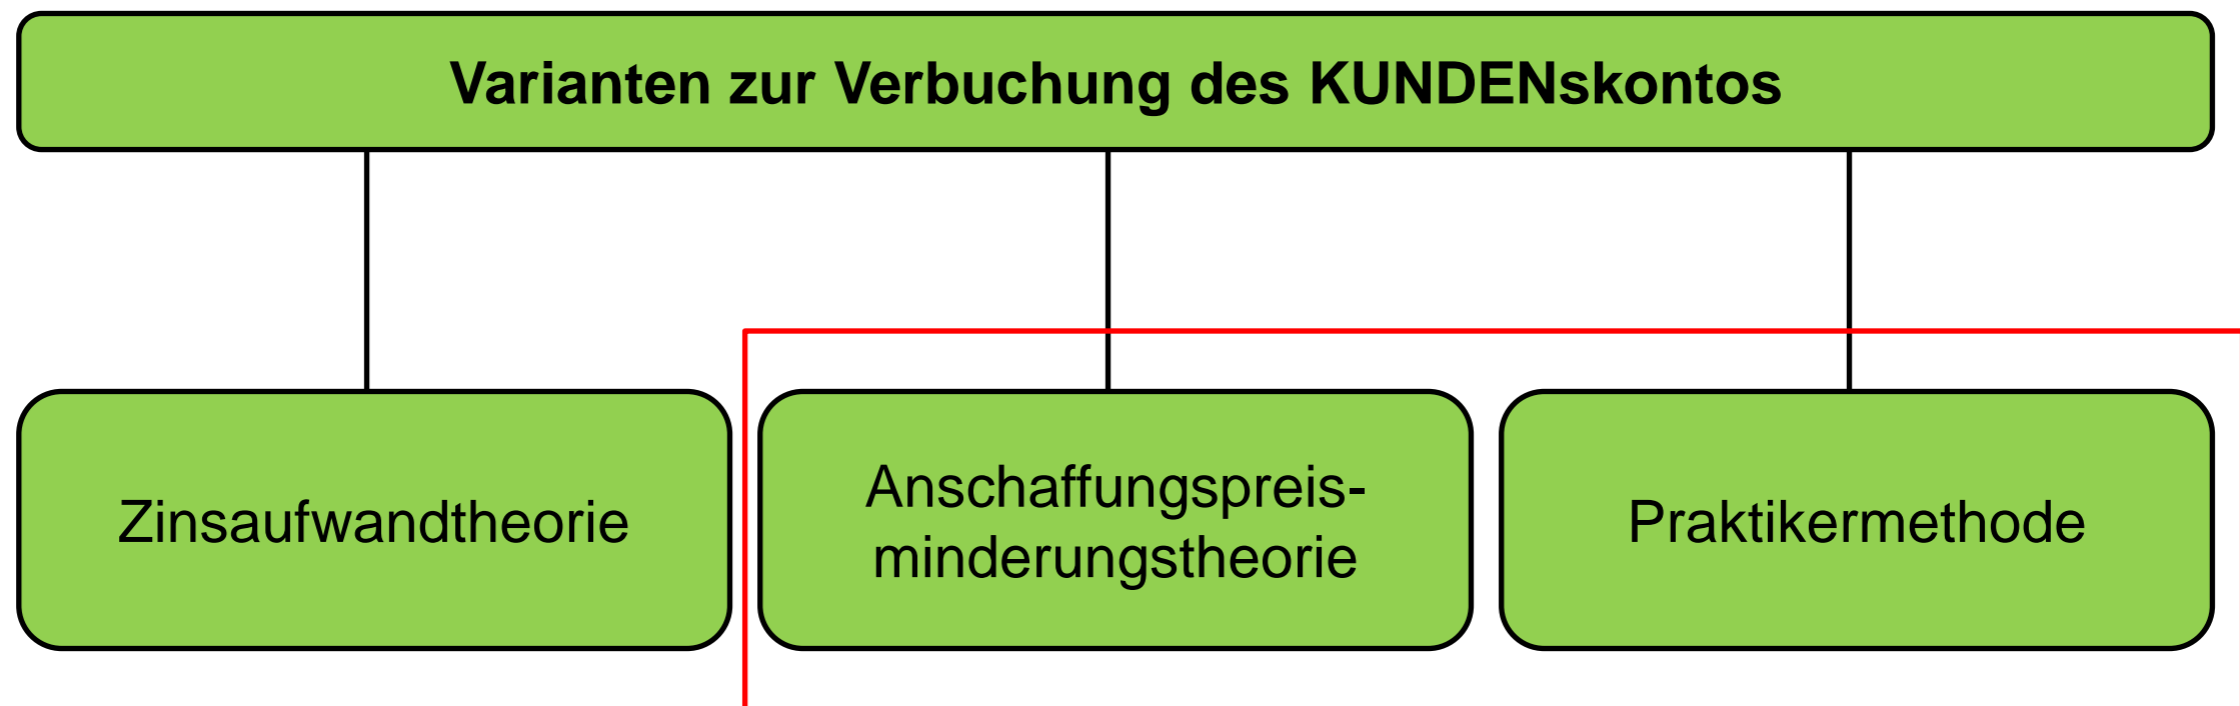 Varianten zur Verbuchung des KUNDENskontos
Zinsaufwandtheorie
Anschaffungspreis-
minderungstheorie
Praktikermethode